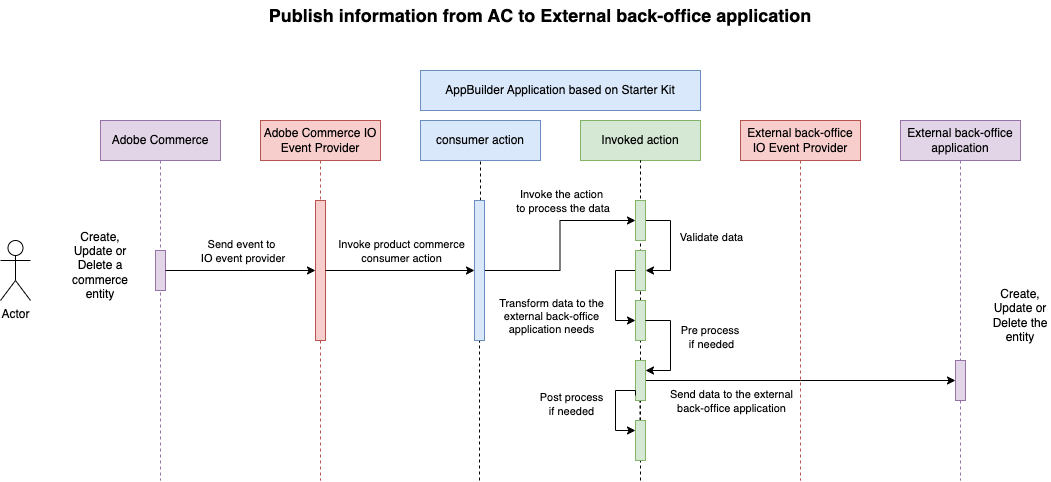 Publish information from AC to External back-office application
AppBuilder Application based on Starter Kit
Adobe Commerce
Adobe Commerce IO
Event Provider
consumer action
Invoked action
External back-office
IO Event Provider
External back-office
application
Invoke the action
to process the data
Create,
Update or
Delete a
commerce
entity
Send event to
IO event provider
Invoke product commerce
consumer action
Validate data
Actor
Transform data to the
external back-office
application needs
Pre process
if needed
Create,
Update or
Delete the
entity
Post process
if needed
Send data to the external
back-office application